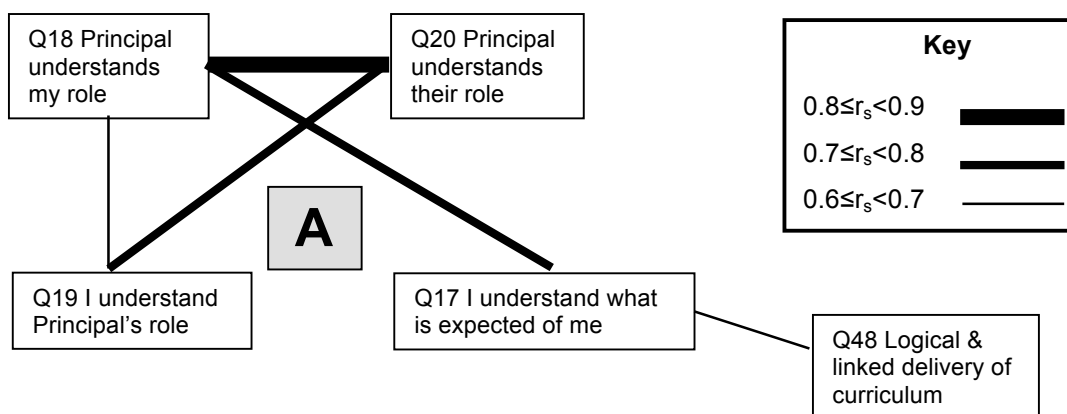 Q18 Principal
understands
my role
Q20 Principal
understands
their role
Key
0.8≤rs<0.9
0.7≤rs<0.8
0.6≤rs<0.7
A
Q19 I understand
Principal's role
Q17 I understand what
is expected of me
Q48 Logical &
linked delivery of
curriculum